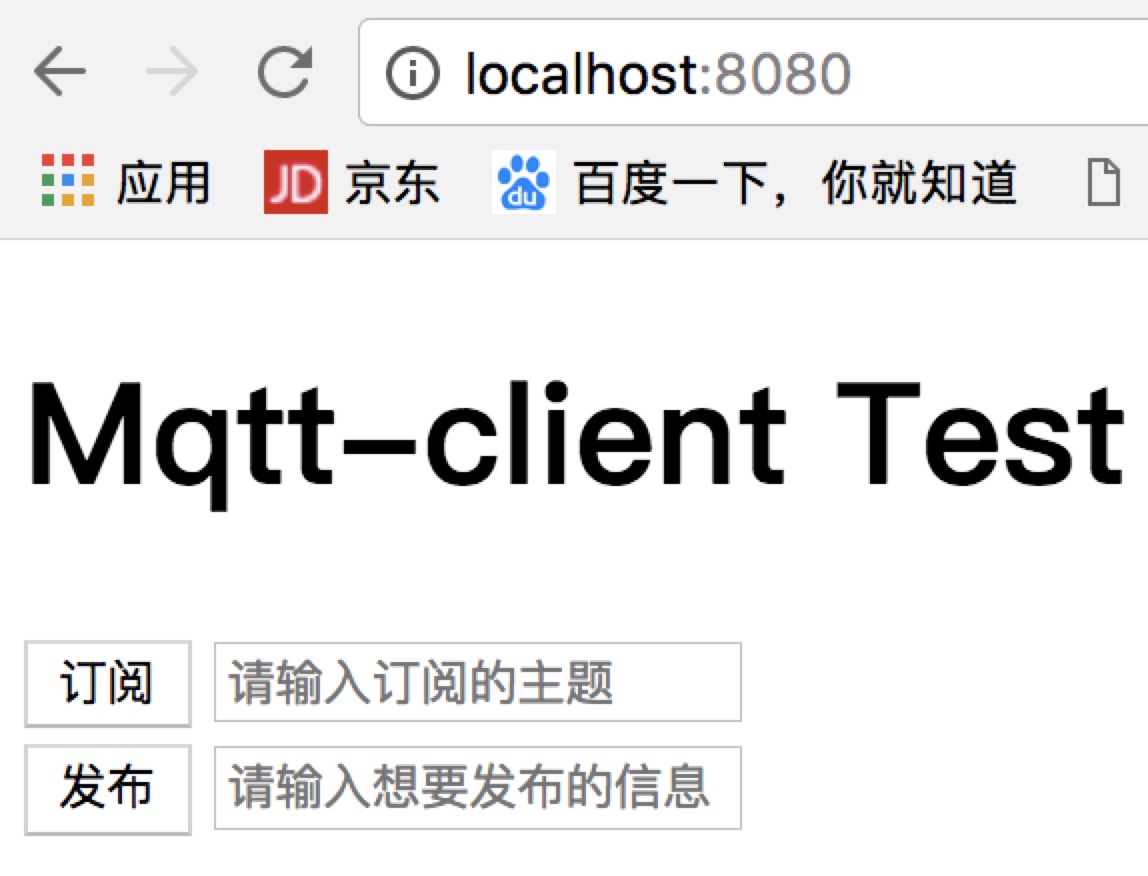 localhost:8080
应用 JD 京东 du 百度一下，你就知道
Mqtt-client Test
订阅 请输入订阅的主题
发布 请输入想要发布的信息